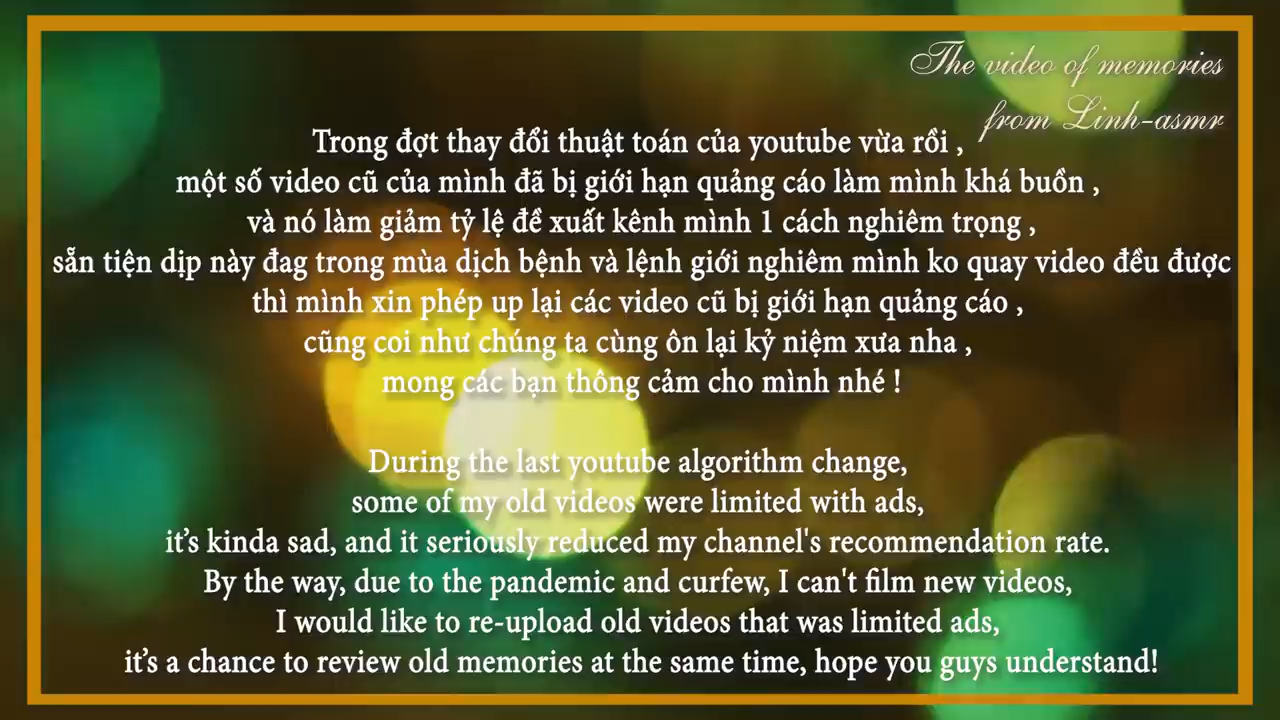 The video of memories
from Linh-asmr
Trong đợt thay đổi thuật toán của youtube vừa rồi ,
một số video cũ của mình đã bị giới hạn quảng cáo làm mình khá buồn ,
và nó làm giảm tỷ lệ đề xuất kênh mình 1 cách nghiêm trọng ,
sẵn tiện dịp này đag trong mùa dịch bệnh và lệnh giới nghiêm mình ko quay video đều được
thì mình xin phép up lại các video cũ bị giới hạn quảng cáo ,
cũng coi như chúng ta cùng ôn lại kỷ niệm xưa nha ,
mong các bạn thông cảm cho mình nhé !
During the last youtube algorithm change,
some of my old videos were limited with ads,
it’s kinda sad, and it seriously reduced my channel's recommendation rate.
By the way, due to the pandemic and curfew, I can't film new videos,
I would like to re-upload old videos that was limited ads,
it’s a chance to review old memories at the same time, hope you guys understand!